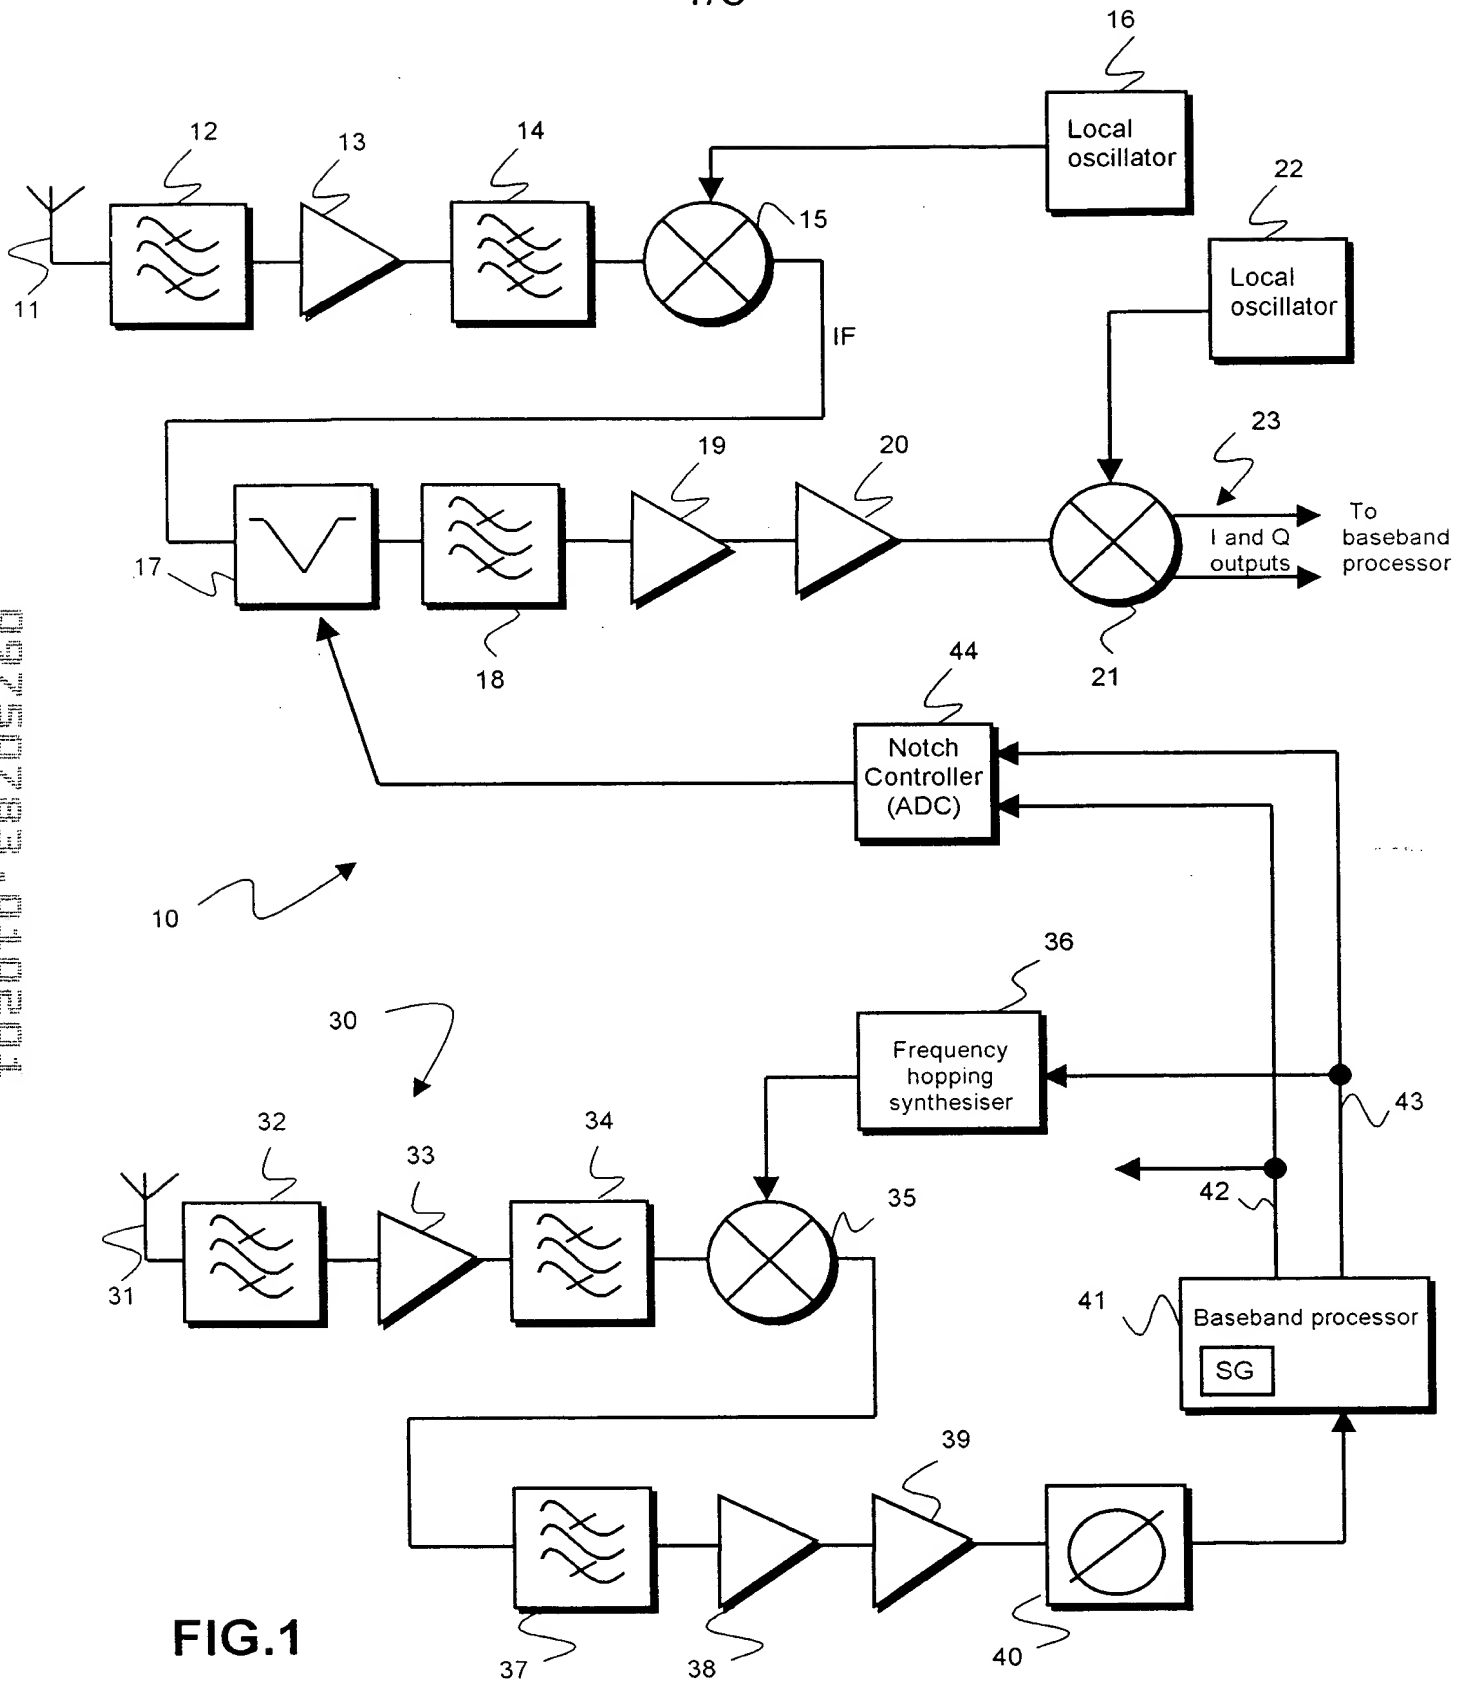 16
Local
oscillator
12
13
14
22
15
Local
oscillator
11
IF
23
19
20
To
I and Q
baseband
outputs
processor
17
18
21
44
Notch
Controller
(ADC)
10
36
30
Frequency
hopping
synthesiser
43
32
34
33
42
35
31
41
Baseband processor
SG
39
FIG.1
37
38
40